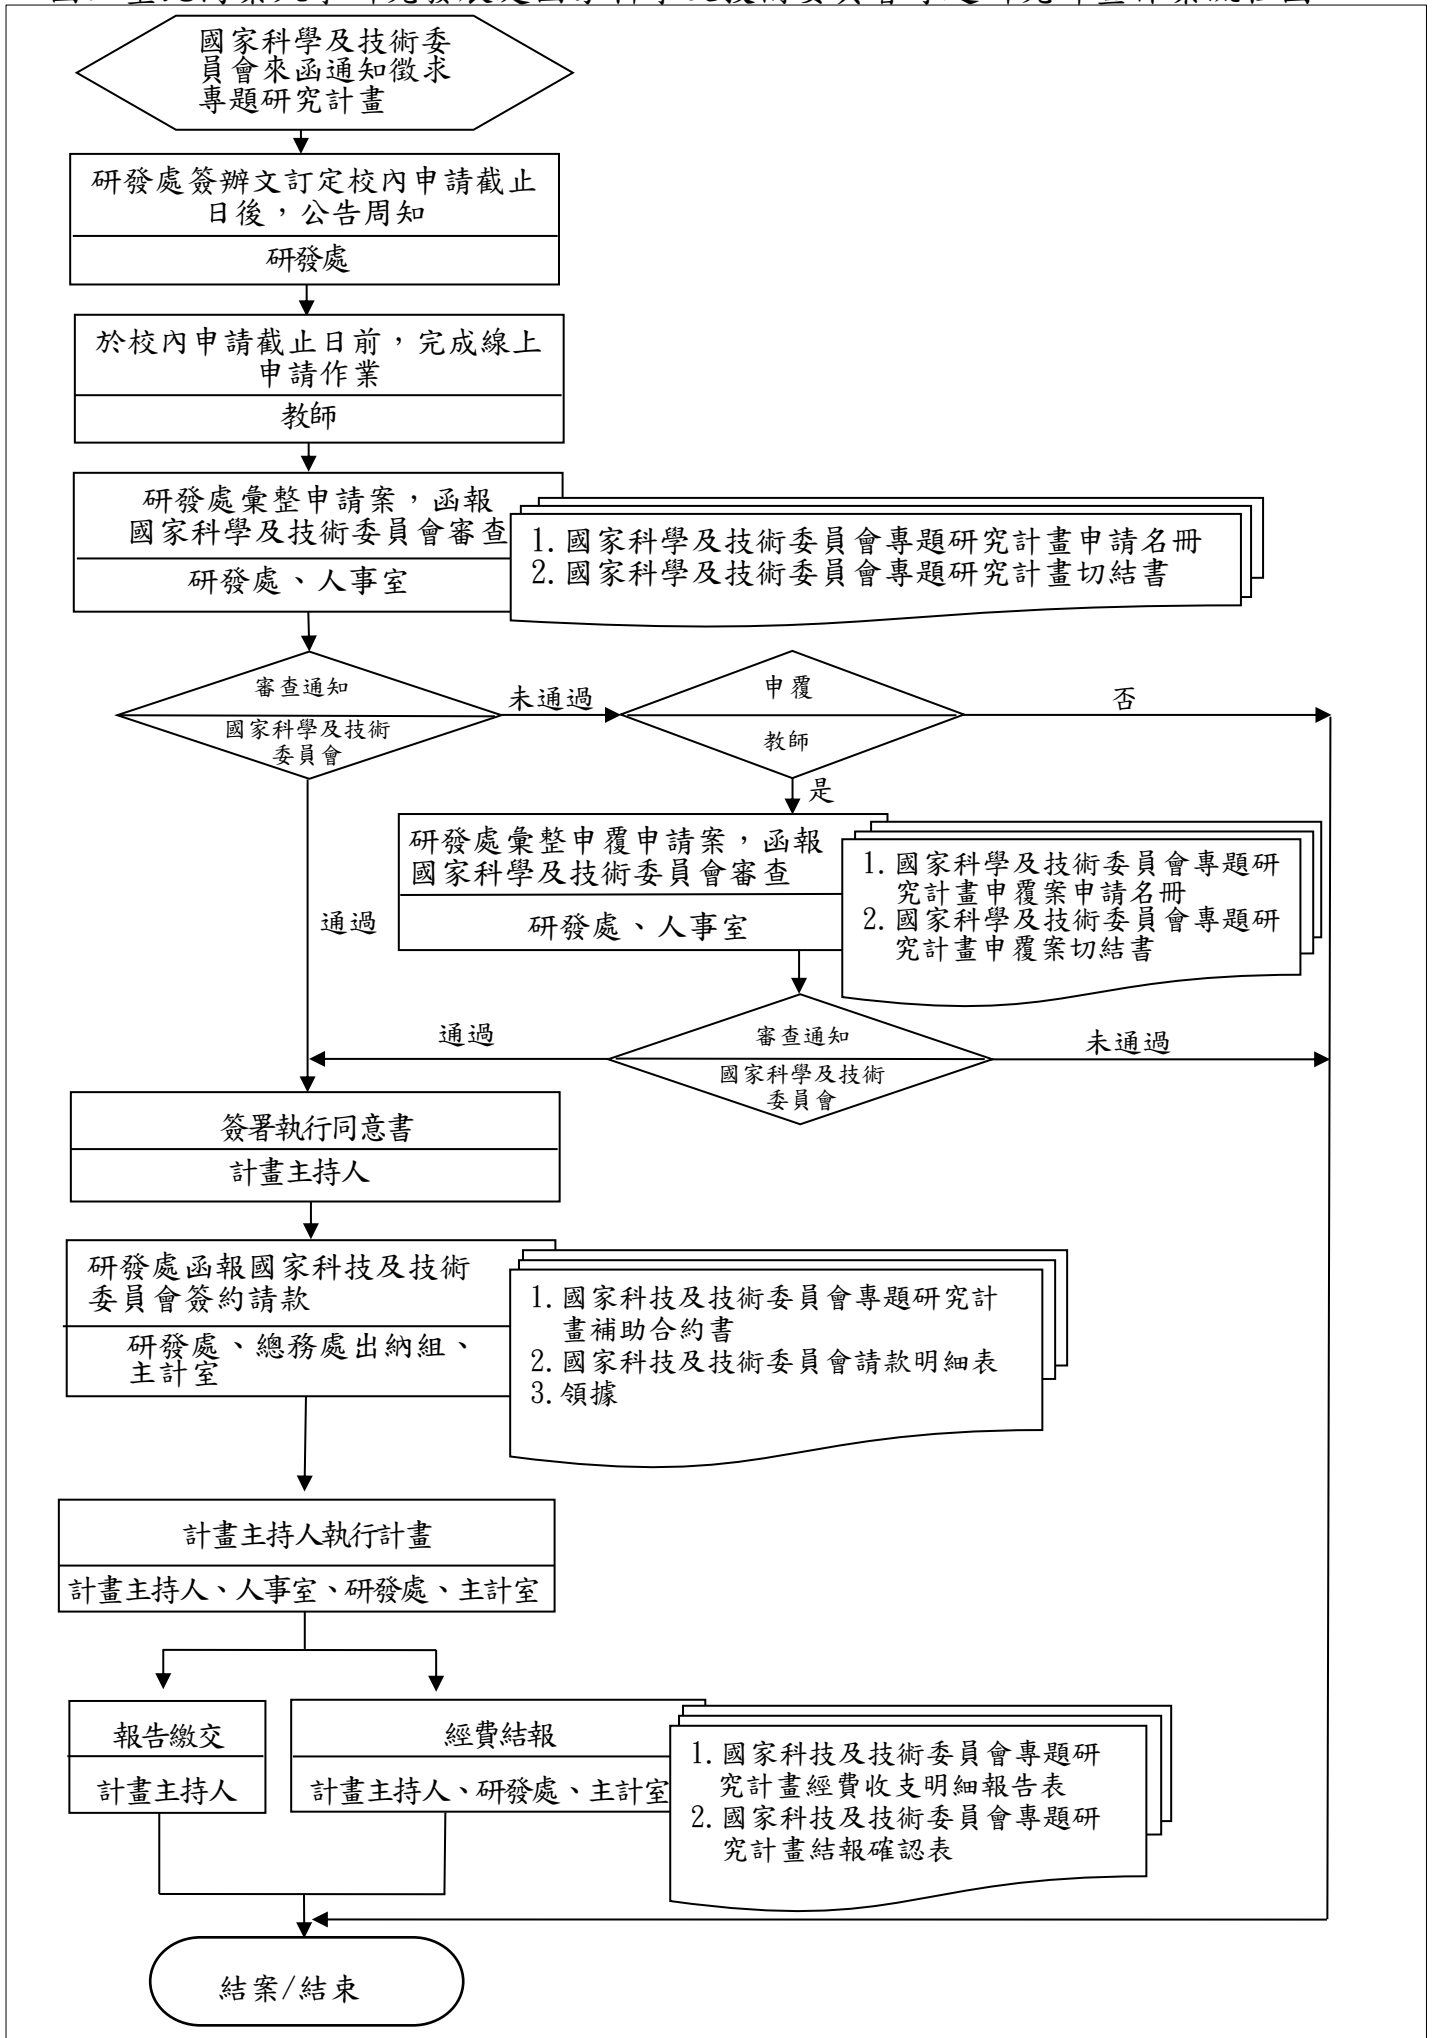 國家科學及技術委
員會來函通知徵求
專題研究計畫
研發處簽辦文訂定校內申請截止
日後，公告周知
研發處
於校內申請截止日前，完成線上
申請作業
教師
研發處彙整申請案，函報
國家科學及技術委員會審查
研發處、人事室
1.國家科學及技術委員會專題研究計畫申請名冊
2.國家科學及技術委員會專題研究計畫切結書
審查通知
國家科學及技術
委員會
未通過
申覆
教師
否
是
研發處彙整申覆申請案，函報
國家科學及技術委員會審查
研發處、人事室
1.國家科學及技術委員會專題研
究計畫申覆案申請名冊
2.國家科學及技術委員會專題研
究計畫申覆案切結書
通過
通過
審查通知
國家科學及技術
委員會
未通過
簽署執行同意書
計畫主持人
研發處函報國家科技及技術
委員會簽約請款
研發處、總務處出納組、
主計室
1.國家科技及技術委員會專題研究計
畫補助合約書
2.國家科技及技術委員會請款明細表
3.領據
計畫主持人執行計畫
計畫主持人、人事室、研發處、主計室
報告繳交
計畫主持人
經費結報
計畫主持人、研發處、主計室
1.國家科技及技術委員會專題研
究計畫經費收支明細報告表
2.國家科技及技術委員會專題研
究計畫結報確認表
結案/結束